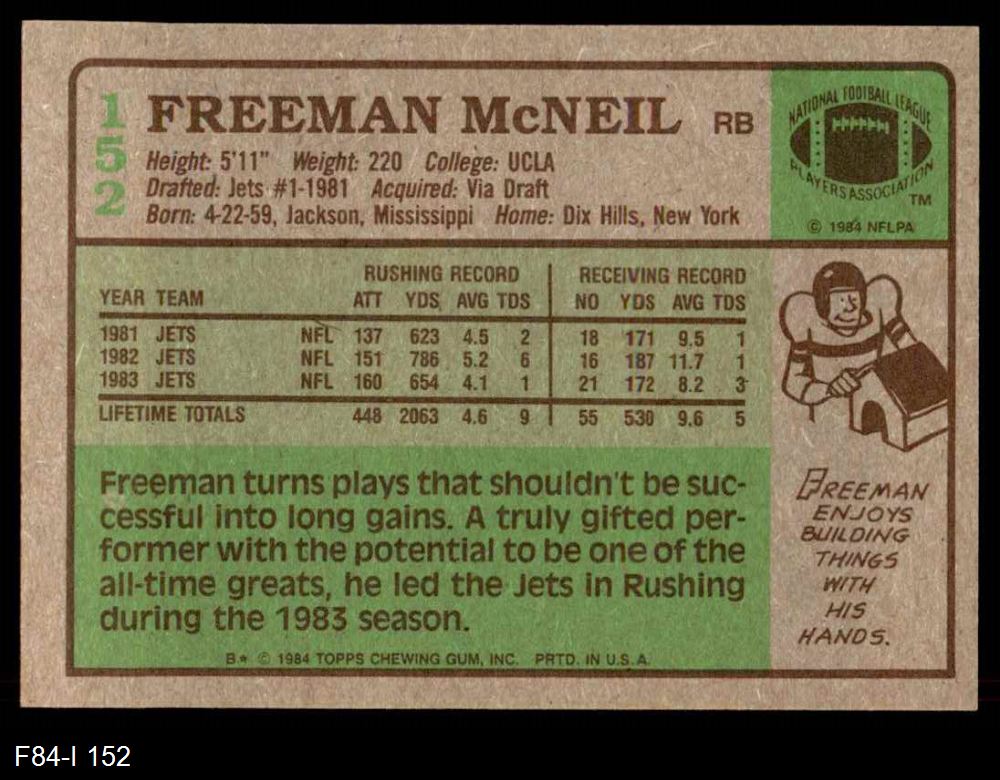 152
FREEMAN McNEIL RB
Height: 5'11" Weight: 220 College: UCLA
Drafted: Jets #1-1981 Acquired: Via Draft
Born: 4-22-59, Jackson, Mississippi Home: Dix Hills, New York
NATIONAL FOOTBALL LEAGUE
PLAYERS ASSOCIATION
TM
© 1984 NFLPA
RUSHING RECORD RECEIVING RECORD
YEAR TEAM ATT YDS AVG TDS NO YDS AVG TDS
1981 JETS NFL 137 623 4.5 2 18 171 9.5 1
1982 JETS NFL 151 786 5.2 6 16 187 11.7 1
1983 JETS NFL 160 654 4.1 1 21 172 8.2 3
LIFETIME TOTALS 448 2063 4.6 9 55 530 9.6 5
Freeman turns plays that shouldn't be suc-
cessful into long gains. A truly gifted per-
former with the potential to be one of the
all-time greats, he led the Jets in Rushing
during the 1983 season.
FREEMAN
ENJOYS
BUILDING
THINGS
WITH
HIS
HANDS.
B* © 1984 TOPPS CHEWING GUM, INC. PRTD. IN U.S.A.
F84-I 152